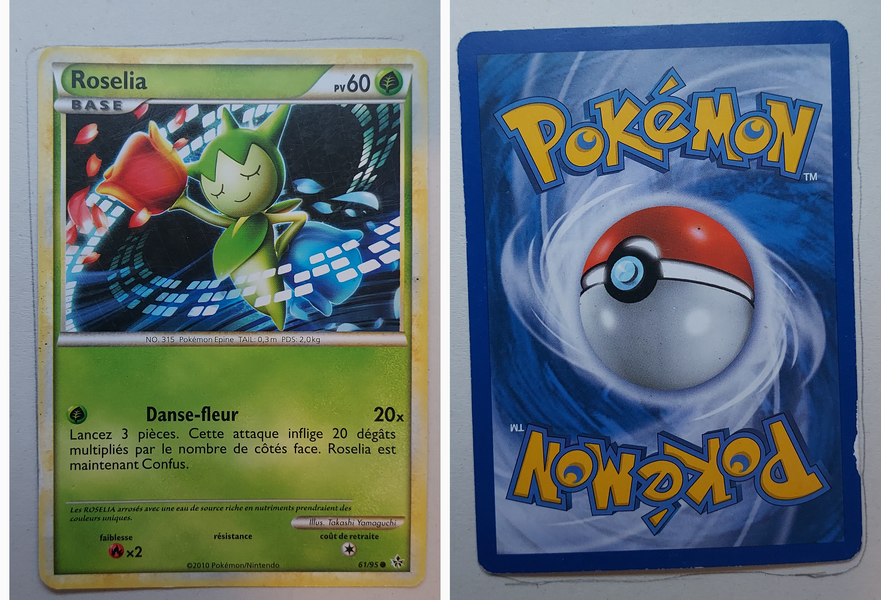 Roselia
PV 60
BASE
NO. 315 Pokémon Epine TAIL: 0,3m PDS: 2,0kg
Danse-fleur 20x
Lancez 3 pièces. Cette attaque inflige 20 dégâts
multipliés par le nombre de côtés face. Roselia est
maintenant Confus.
Les ROSELIA arrosés avec une eau de source riche en nutriments prendraient des
couleurs uniques.
Illus. Takashi Yamaguchi
faiblesse résistance coût de retraite
x2
©2010 Pokémon/Nintendo 61/95
POKéMON
TM
POKéMON
TM